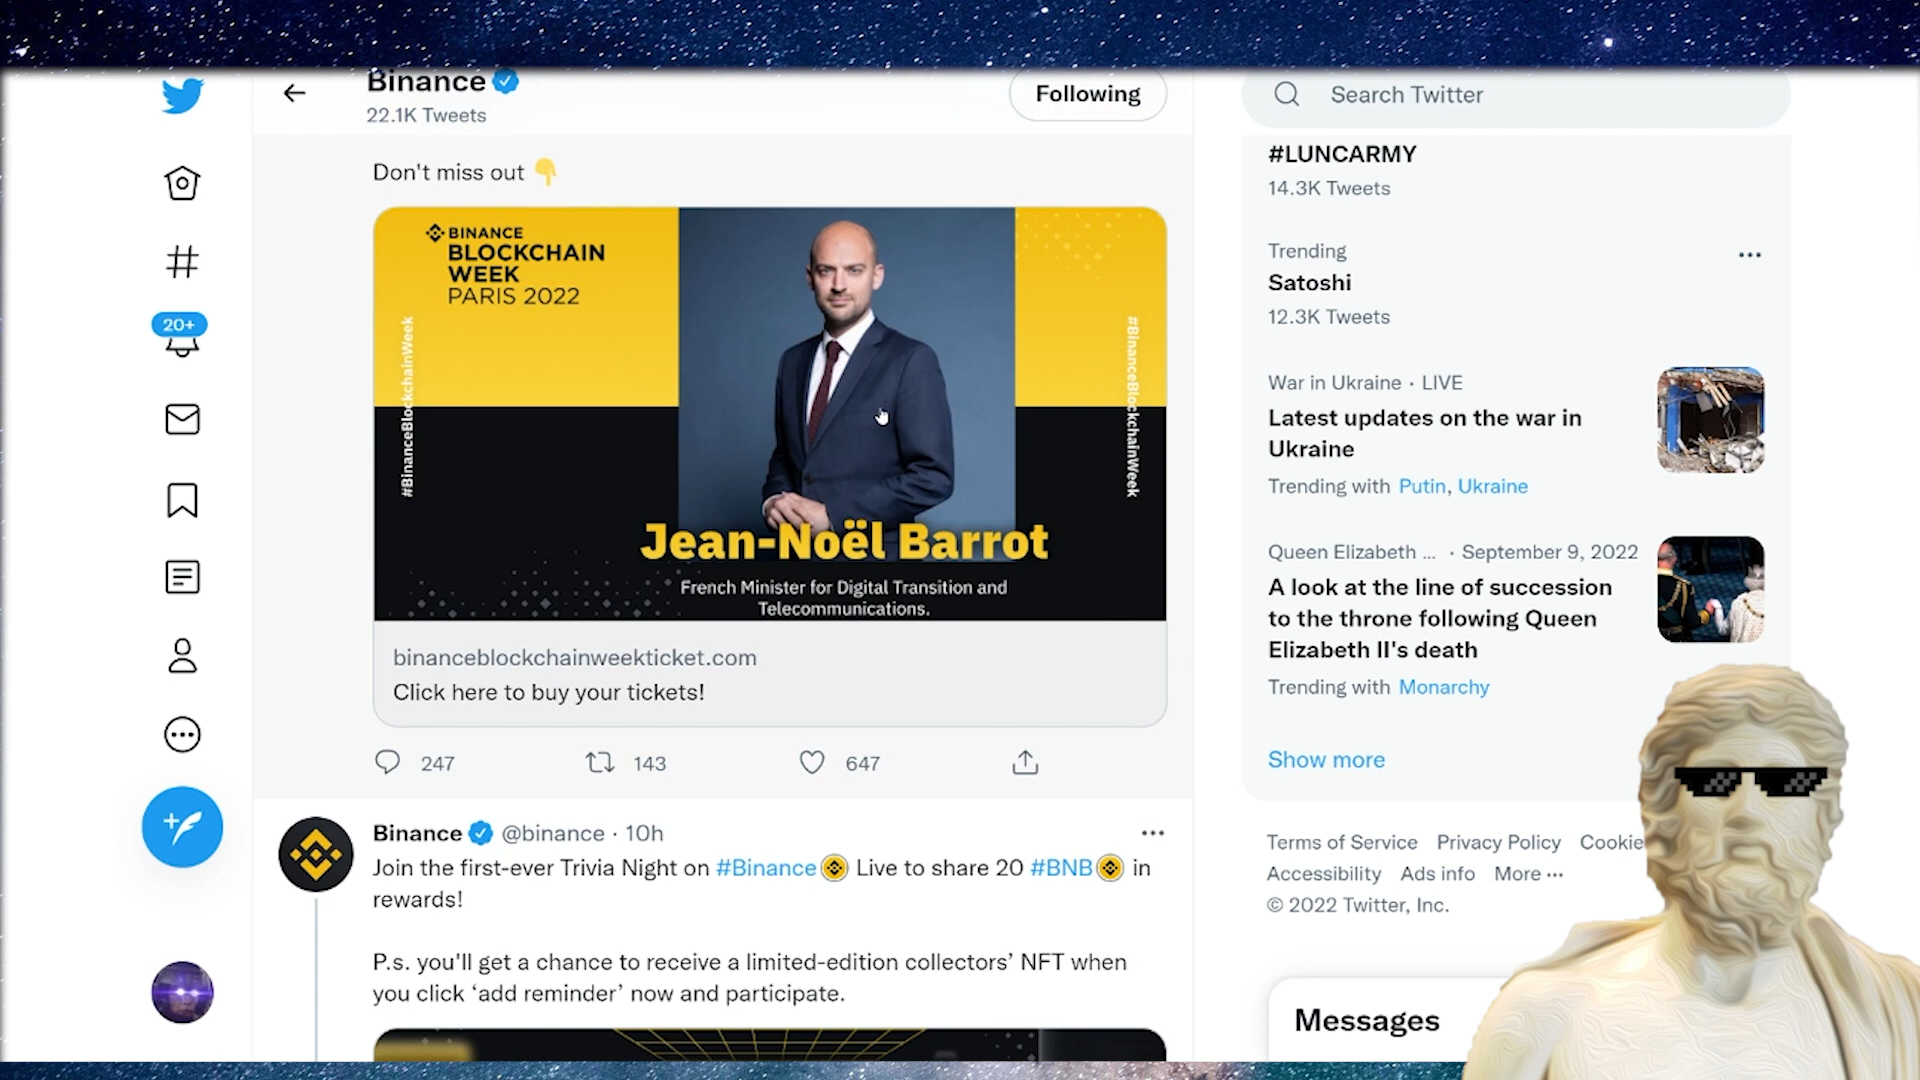 Binance
22.1K Tweets
Following
Search Twitter
20+
Don't miss out
BINANCE
BLOCKCHAIN
WEEK
PARIS 2022
#BinanceBlockchainWeek
#BinanceBlockchainWeek
Jean-Noël Barrot
French Minister for Digital Transition and
Telecommunications.
binanceblockchainweekticket.com
Click here to buy your tickets!
247
143
647
Binance @binance · 10h
Join the first-ever Trivia Night on #Binance Live to share 20 #BNB in
rewards!
P.s. you'll get a chance to receive a limited-edition collectors’ NFT when
you click ‘add reminder’ now and participate.
#LUNCARMY
14.3K Tweets
Trending
Satoshi
12.3K Tweets
War in Ukraine · LIVE
Latest updates on the war in
Ukraine
Trending with Putin, Ukraine
Queen Elizabeth ... · September 9, 2022
A look at the line of succession
to the throne following Queen
Elizabeth II's death
Trending with Monarchy
Show more
Terms of Service Privacy Policy Cookie
Accessibility Ads info More ···
© 2022 Twitter, Inc.
Messages